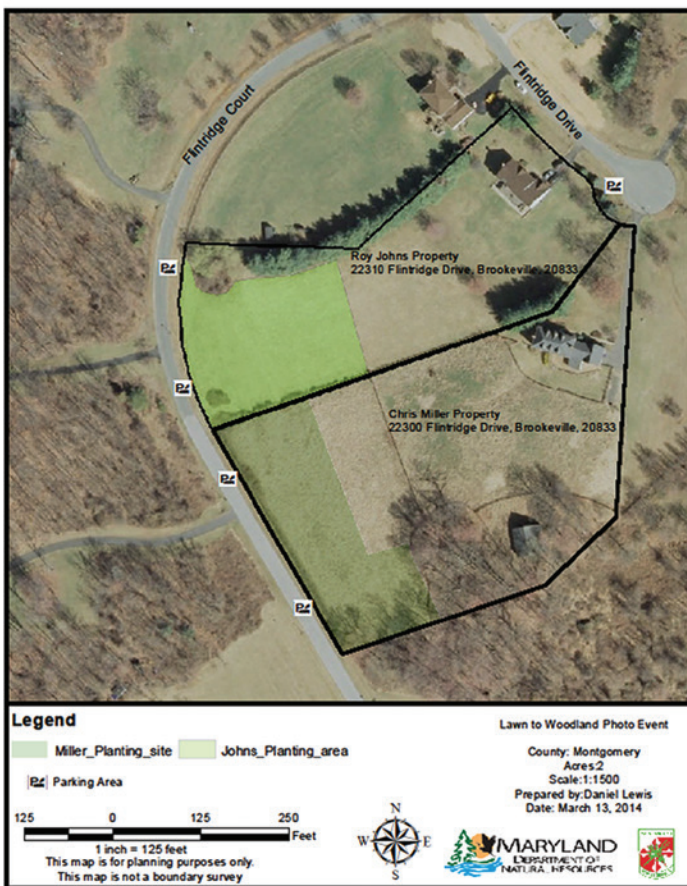 Flintridge Court
Flintridge Drive
Roy Johns Property
22310 Flintridge Drive, Brookeville, 20833
Chris Miller Property
22300 Flintridge Drive, Brookeville, 20833
Legend
Miller_Planting_site
Johns_Planting_area
Parking Area
125 0 125 250
Feet
1 inch = 125 feet
This map is for planning purposes only.
This map is not a boundary survey
N
W E
S
Lawn to Woodland Photo Event
County: Montgomery
Acres:2
Scale:1:1500
Prepared by:Daniel Lewis
Date: March 13, 2014
MARYLAND
DEPARTMENT OF
NATURAL RESOURCES